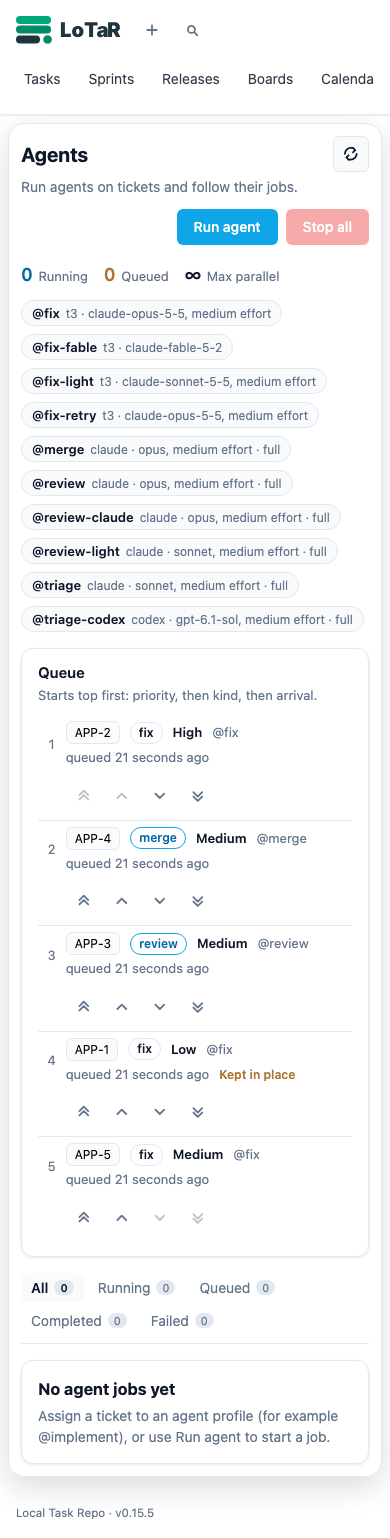 LoTaR
Tasks Sprints Releases Boards Calenda
Agents
Run agents on tickets and follow their jobs.
Run agent Stop all
0 Running 0 Queued ∞ Max parallel
@fix t3 · claude-opus-5-5, medium effort
@fix-fable t3 · claude-fable-5-2
@fix-light t3 · claude-sonnet-5-5, medium effort
@fix-retry t3 · claude-opus-5-5, medium effort
@merge claude · opus, medium effort · full
@review claude · opus, medium effort · full
@review-claude claude · opus, medium effort · full
@review-light claude · sonnet, medium effort · full
@triage claude · sonnet, medium effort · full
@triage-codex codex · gpt-6.1-sol, medium effort · full
Queue
Starts top first: priority, then kind, then arrival.
1 APP-2 fix High @fix
queued 21 seconds ago
2 APP-4 merge Medium @merge
queued 21 seconds ago
3 APP-3 review Medium @review
queued 21 seconds ago
4 APP-1 fix Low @fix
queued 21 seconds ago Kept in place
5 APP-5 fix Medium @fix
queued 21 seconds ago
All 0 Running 0 Queued 0
Completed 0 Failed 0
No agent jobs yet
Assign a ticket to an agent profile (for example
@implement), or use Run agent to start a job.
Local Task Repo · v0.15.5